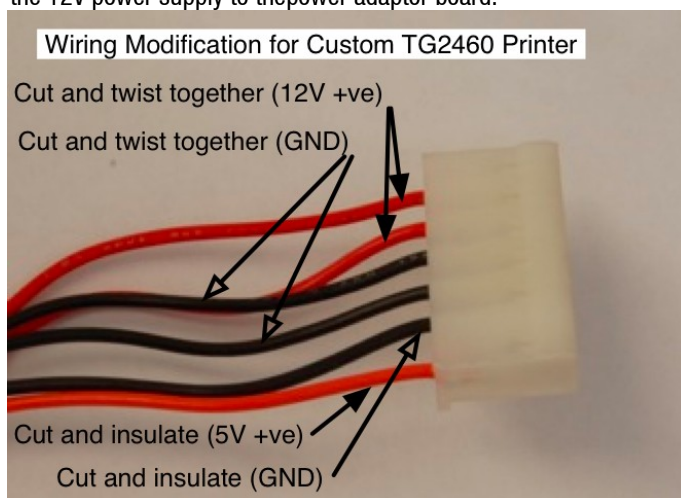 the 12V power supply to thepower adaptor board.
Wiring Modification for Custom TG2460 Printer
Cut and twist together (12V +ve)
Cut and twist together (GND)
Cut and insulate (5V +ve)
Cut and insulate (GND)